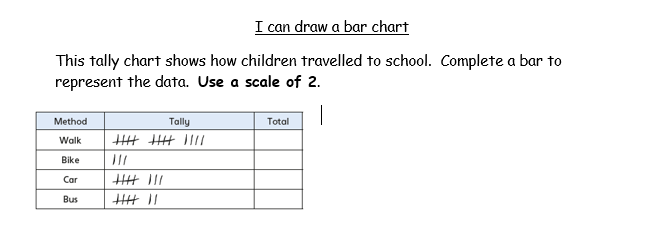 I can draw a bar chart
This tally chart shows how children travelled to school. Complete a bar to
represent the data. Use a scale of 2.
Method Tally Total
Walk
Bike
Car
Bus